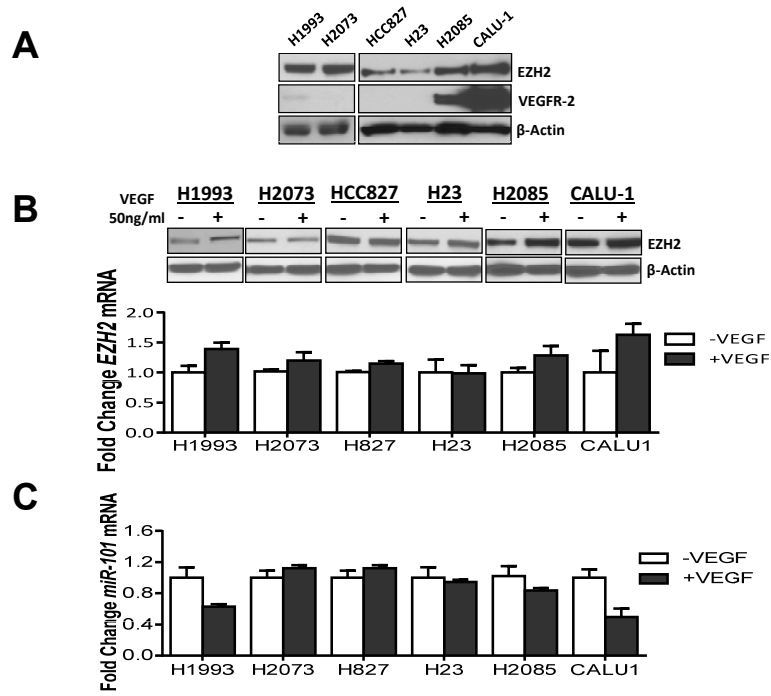 A
H1993 H2073 HCC827 H23 H2085 CALU-1
EZH2
VEGFR-2
β-Actin
B
VEGF
50ng/ml
H1993 H2073 HCC827 H23 H2085 CALU-1
- + - + - + - + - + - +
EZH2
β-Actin
Fold Change EZH2 mRNA
2.0
1.5
1.0
0.5
0.0
-VEGF
+VEGF
H1993 H2073 H827 H23 H2085 CALU1
C
Fold Change miR-101 mRNA
1.6
1.2
0.8
0.4
0.0
-VEGF
+VEGF
H1993 H2073 H827 H23 H2085 CALU1